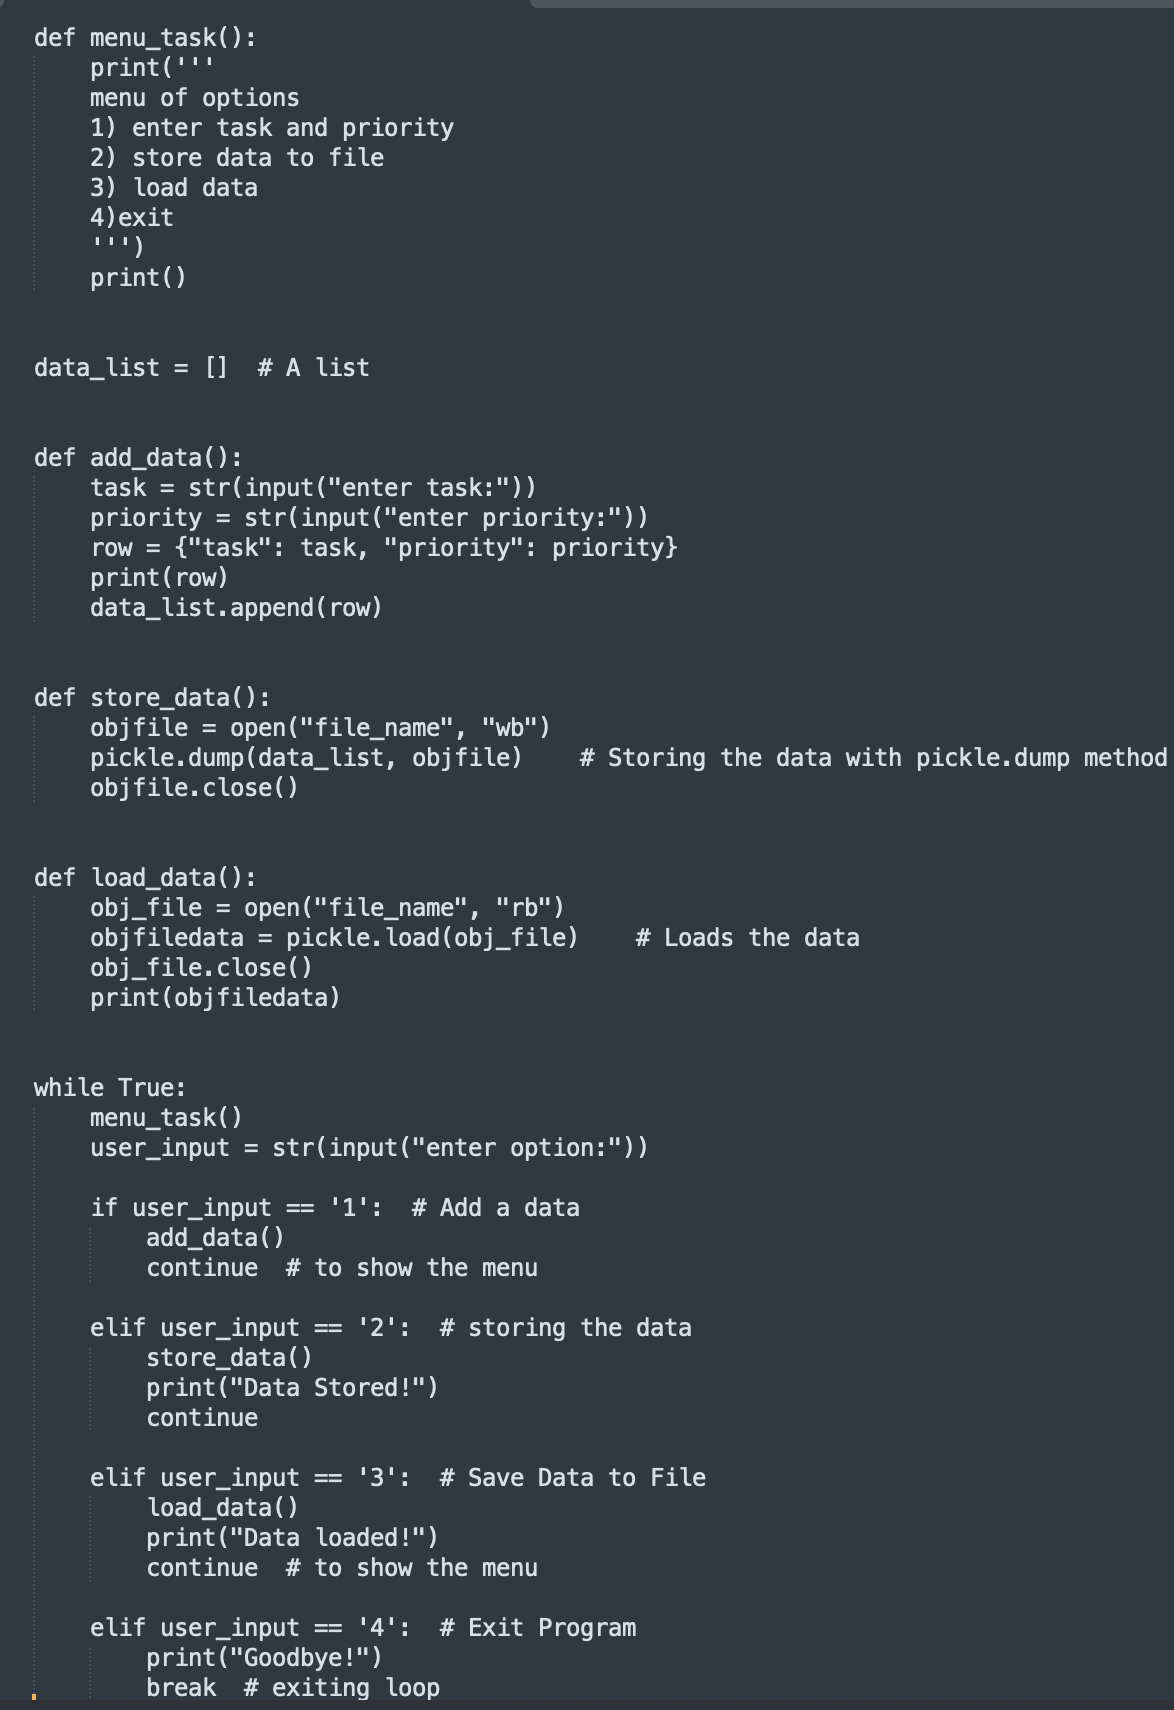 def menu_task():
    print('''
    menu of options
    1) enter task and priority
    2) store data to file
    3) load data
    4)exit
    ''')
    print()
data_list = []  # A list
def add_data():
    task = str(input("enter task:"))
    priority = str(input("enter priority:"))
    row = {"task": task, "priority": priority}
    print(row)
    data_list.append(row)
def store_data():
    objfile = open("file_name", "wb")
    pickle.dump(data_list, objfile)    # Storing the data with pickle.dump method
    objfile.close()
def load_data():
    obj_file = open("file_name", "rb")
    objfiledata = pickle.load(obj_file)    # Loads the data
    obj_file.close()
    print(objfiledata)
while True:
    menu_task()
    user_input = str(input("enter option:"))
    if user_input == '1':  # Add a data
        add_data()
        continue  # to show the menu
    elif user_input == '2':  # storing the data
        store_data()
        print("Data Stored!")
        continue
    elif user_input == '3':  # Save Data to File
        load_data()
        print("Data loaded!")
        continue  # to show the menu
    elif user_input == '4':  # Exit Program
        print("Goodbye!")
        break  # exiting loop